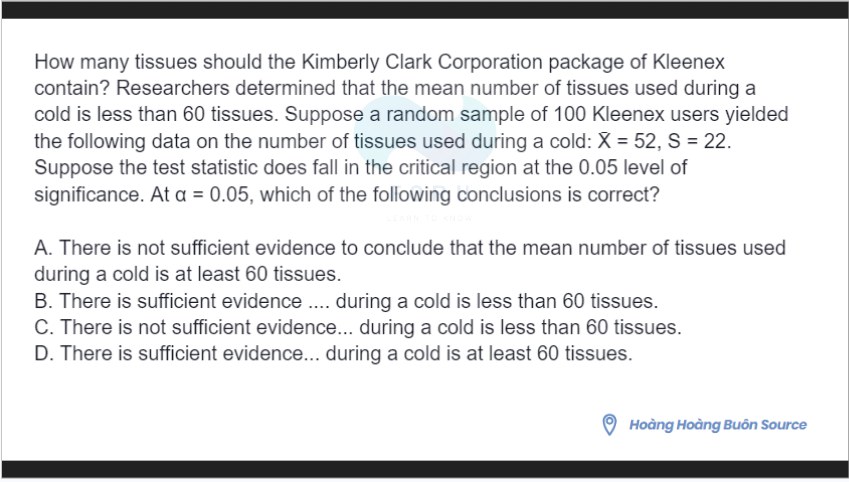 How many tissues should the Kimberly Clark Corporation package of Kleenex
contain? Researchers determined that the mean number of tissues used during a
cold is less than 60 tissues. Suppose a random sample of 100 Kleenex users yielded
the following data on the number of tissues used during a cold: X̄ = 52, S = 22.
Suppose the test statistic does fall in the critical region at the 0.05 level of
significance. At α = 0.05, which of the following conclusions is correct?
A. There is not sufficient evidence to conclude that the mean number of tissues used
during a cold is at least 60 tissues.
B. There is sufficient evidence .... during a cold is less than 60 tissues.
C. There is not sufficient evidence... during a cold is less than 60 tissues.
D. There is sufficient evidence... during a cold is at least 60 tissues.
Hoàng Hoàng Buôn Source